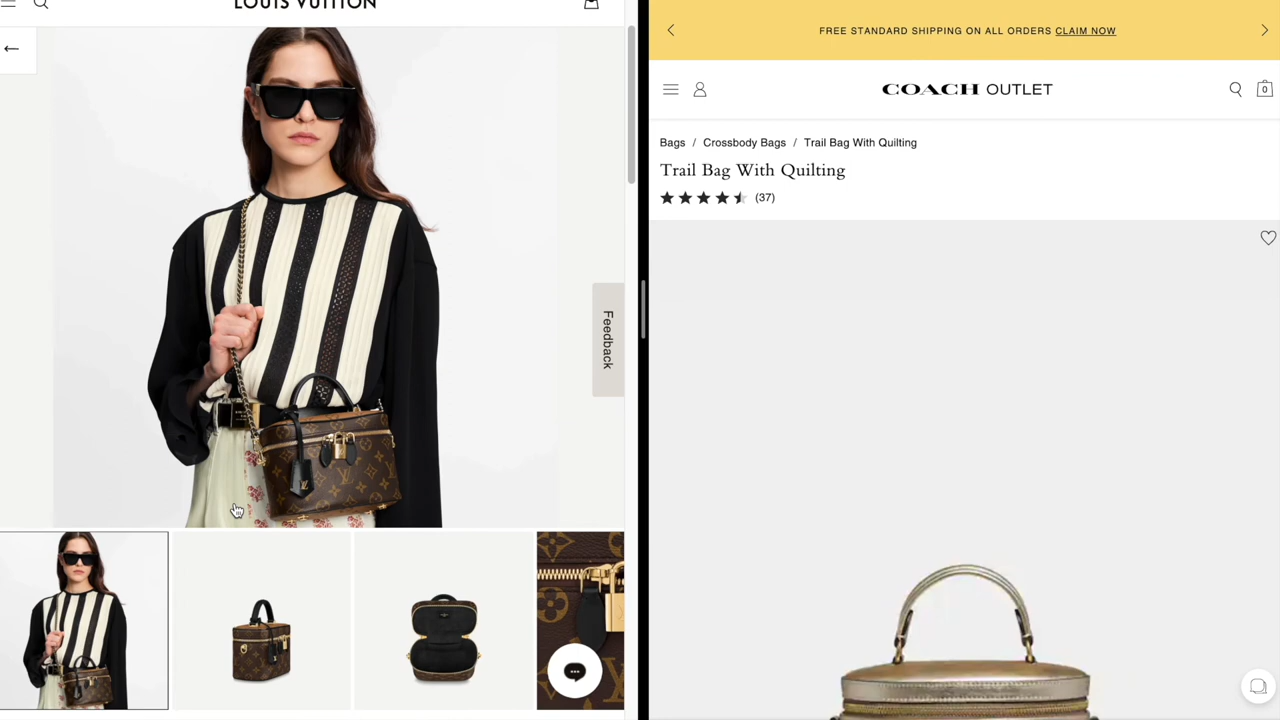 LOUIS VUITTON
Feedback
FREE STANDARD SHIPPING ON ALL ORDERS CLAIM NOW
COACH OUTLET
0
Bags / Crossbody Bags / Trail Bag With Quilting
Trail Bag With Quilting
(37)